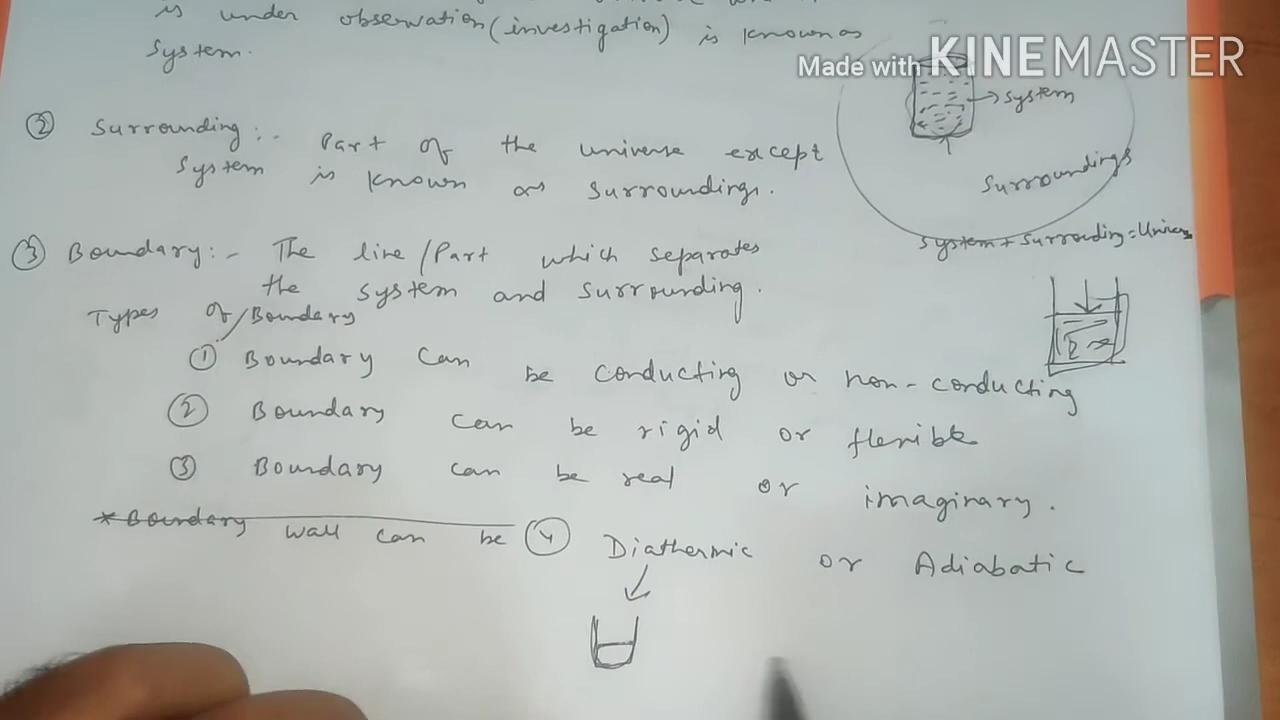 is under observation (investigation) is known as
System.
Made with KINEMASTER
→ System
② Surrounding :- Part of the universe except
System is known as surroundings.
Surroundings
System + Surrounding = Univers
③ Boundary :- The line/Part which separates
the system and surrounding.
Types of Boundary
① Boundary can be conducting or non-conducting
② Boundary can be rigid or flexible
③ Boundary can be real or imaginary.
* Boundary wall can be ④ Diathermic or Adiabatic